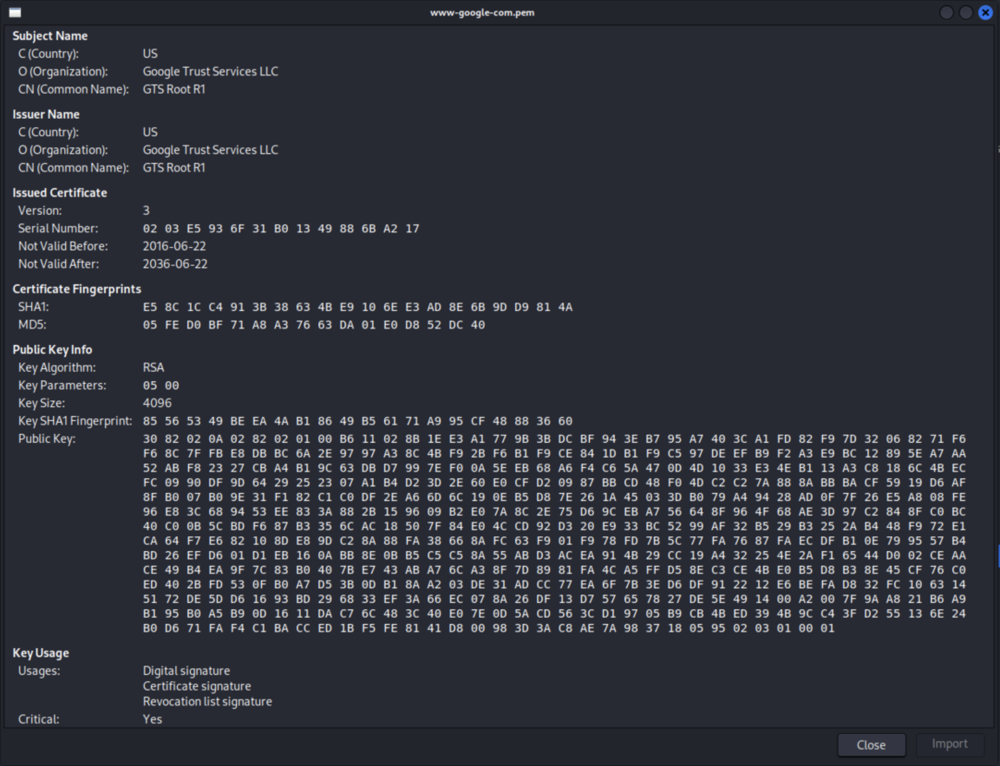 www-google-com.pem
Subject Name
C (Country): US
O (Organization): Google Trust Services LLC
CN (Common Name): GTS Root R1
Issuer Name
C (Country): US
O (Organization): Google Trust Services LLC
CN (Common Name): GTS Root R1
Issued Certificate
Version: 3
Serial Number: 02 03 E5 93 6F 31 B0 13 49 88 6B A2 17
Not Valid Before: 2016-06-22
Not Valid After: 2036-06-22
Certificate Fingerprints
SHA1: E5 8C 1C C4 91 3B 38 63 4B E9 10 6E E3 AD 8E 6B 9D D9 81 4A
MD5: 05 FE D0 BF 71 A8 A3 76 63 DA 01 E0 D8 52 DC 40
Public Key Info
Key Algorithm: RSA
Key Parameters: 05 00
Key Size: 4096
Key SHA1 Fingerprint: 85 56 53 49 BE EA 4A B1 86 49 B5 61 71 A9 95 CF 48 88 36 60
Public Key: 30 82 02 0A 02 82 02 01 00 B6 11 02 8B 1E E3 A1 77 9B 3B DC BF 94 3E B7 95 A7 40 3C A1 FD 82 F9 7D 32 06 82 71 F6
F6 8C 7F FB E8 DB BC 6A 2E 97 97 A3 8C 4B F9 2B F6 B1 F9 CE 84 1D B1 F9 C5 97 DE EF B9 F2 A3 E9 BC 12 89 5E A7 AA
52 AB F8 23 27 CB A4 B1 9C 63 DB D7 99 7E F0 0A 5E EB 68 A6 F4 C6 5A 47 0D 4D 10 33 E3 4E B1 13 A3 C8 18 6C 4B EC
FC 09 90 DF 9D 64 29 25 23 07 A1 B4 D2 3D 2E 60 E0 CF D2 09 87 BB CD 48 F0 4D C2 C2 7A 88 8A BB BA CF 59 19 D6 AF
8F B0 07 B0 9E 31 F1 82 C1 C0 DF 2E A6 6D 6C 19 0E B5 D8 7E 26 1A 45 03 3D B0 79 A4 94 28 AD 0F 7F 26 E5 A8 08 FE
96 E8 3C 68 94 53 EE 83 3A 88 2B 15 96 09 B2 E0 7A 8C 2E 75 D6 9C EB A7 56 64 8F 96 4F 68 AE 3D 97 C2 84 8F C0 BC
40 C0 0B 5C BD F6 87 B3 35 6C AC 18 50 7F 84 E0 4C CD 92 D3 20 E9 33 BC 52 99 AF 32 B5 29 B3 25 2A B4 48 F9 72 E1
CA 64 F7 E6 82 10 8D E8 9D C2 8A 88 FA 38 66 8A FC 63 F9 01 F9 78 FD 7B 5C 77 FA 76 87 FA EC DF B1 0E 79 95 57 B4
BD 26 EF D6 01 D1 EB 16 0A BB 8E 0B B5 C5 C5 8A 55 AB D3 AC EA 91 4B 29 CC 19 A4 32 25 4E 2A F1 65 44 D0 02 CE AA
CE 49 B4 EA 9F 7C 83 B0 40 7B E7 43 AB A7 6C A3 8F 7D 89 81 FA 4C A5 FF D5 8E C3 CE 4B E0 B5 D8 B3 8E 45 CF 76 C0
ED 40 2B FD 53 0F B0 A7 D5 3B 0D B1 8A A2 03 DE 31 AD CC 77 EA 6F 7B 3E D6 DF 91 22 12 E6 BE FA D8 32 FC 10 63 14
51 72 DE 5D D6 16 93 BD 29 68 33 EF 3A 66 EC 07 8A 26 DF 13 D7 57 65 78 27 DE 5E 49 14 00 A2 00 7F 9A A8 21 B6 A9
B1 95 B0 A5 B9 0D 16 11 DA C7 6C 48 3C 40 E0 7E 0D 5A CD 56 3C D1 97 05 B9 CB 4B ED 39 4B 9C C4 3F D2 55 13 6E 24
B0 D6 71 FA F4 C1 BA CC ED 1B F5 FE 81 41 D8 00 98 3D 3A C8 AE 7A 98 37 18 05 95 02 03 01 00 01
Key Usage
Usages: Digital signature
Certificate signature
Revocation list signature
Critical: Yes
Close Import